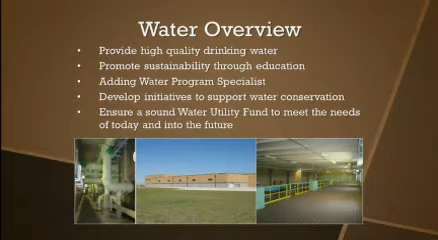 Water Overview
• Provide high quality drinking water
• Promote sustainability through education
• Adding Water Program Specialist
• Develop initiatives to support water conservation
• Ensure a sound Water Utility Fund to meet the needs
of today and into the future